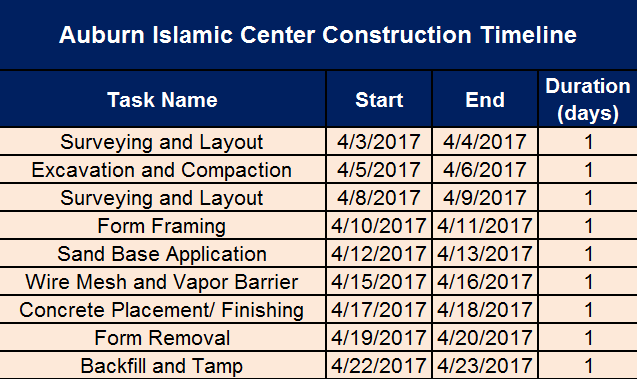 Auburn Islamic Center Construction Timeline
Task Name Start End Duration (days)
Surveying and Layout 4/3/2017 4/4/2017 1
Excavation and Compaction 4/5/2017 4/6/2017 1
Surveying and Layout 4/8/2017 4/9/2017 1
Form Framing 4/10/2017 4/11/2017 1
Sand Base Application 4/12/2017 4/13/2017 1
Wire Mesh and Vapor Barrier 4/15/2017 4/16/2017 1
Concrete Placement/ Finishing 4/17/2017 4/18/2017 1
Form Removal 4/19/2017 4/20/2017 1
Backfill and Tamp 4/22/2017 4/23/2017 1